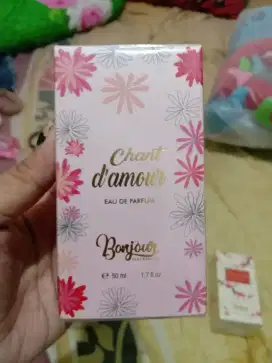 Chant
d'amour
EAU DE PARFUM
Bonjour
e 50 ml 1,7 fl.oz